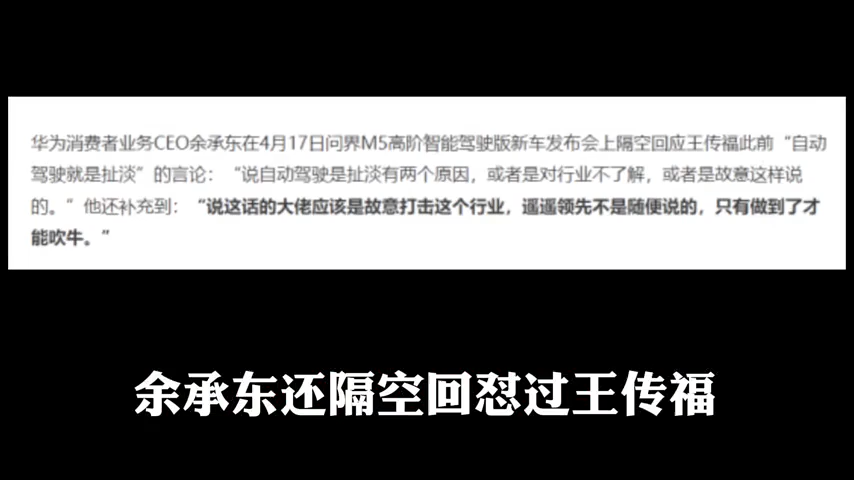 华为消费者业务CEO余承东在4月17日问界M5高阶智能驾驶版新车发布会上隔空回应王传福此前“自动
驾驶就是扯淡”的言论：“说自动驾驶是扯淡有两个原因，或者是对行业不了解，或者是故意这样说
的。”他还补充到：“说这话的大佬应该是故意打击这个行业，遥遥领先不是随便说的，只有做到了才
能吹牛。”
余承东还隔空回怼过王传福